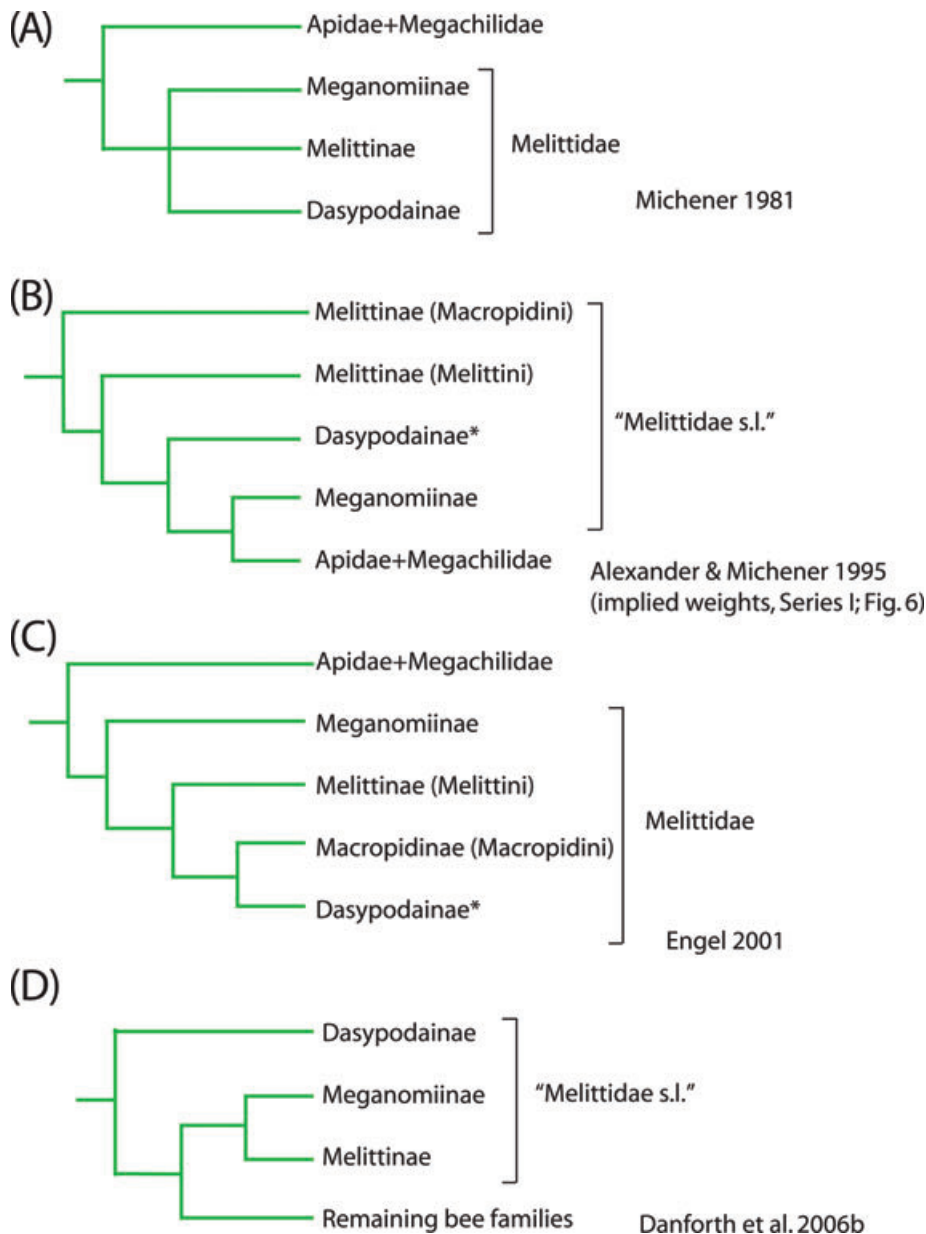 (A)
Apidae+Megachilidae
Meganomiinae
Melittinae
Dasypodainae
Melittidae
Michener 1981
(B)
Melittinae (Macropidini)
Melittinae (Melittini)
Dasypodainae*
Meganomiinae
Apidae+Megachilidae
"Melittidae s.l."
Alexander & Michener 1995
(implied weights, Series I; Fig. 6)
(C)
Apidae+Megachilidae
Meganomiinae
Melittinae (Melittini)
Macropidinae (Macropidini)
Dasypodainae*
Melittidae
Engel 2001
(D)
Dasypodainae
Meganomiinae
Melittinae
Remaining bee families
"Melittidae s.l."
Danforth et al. 2006b